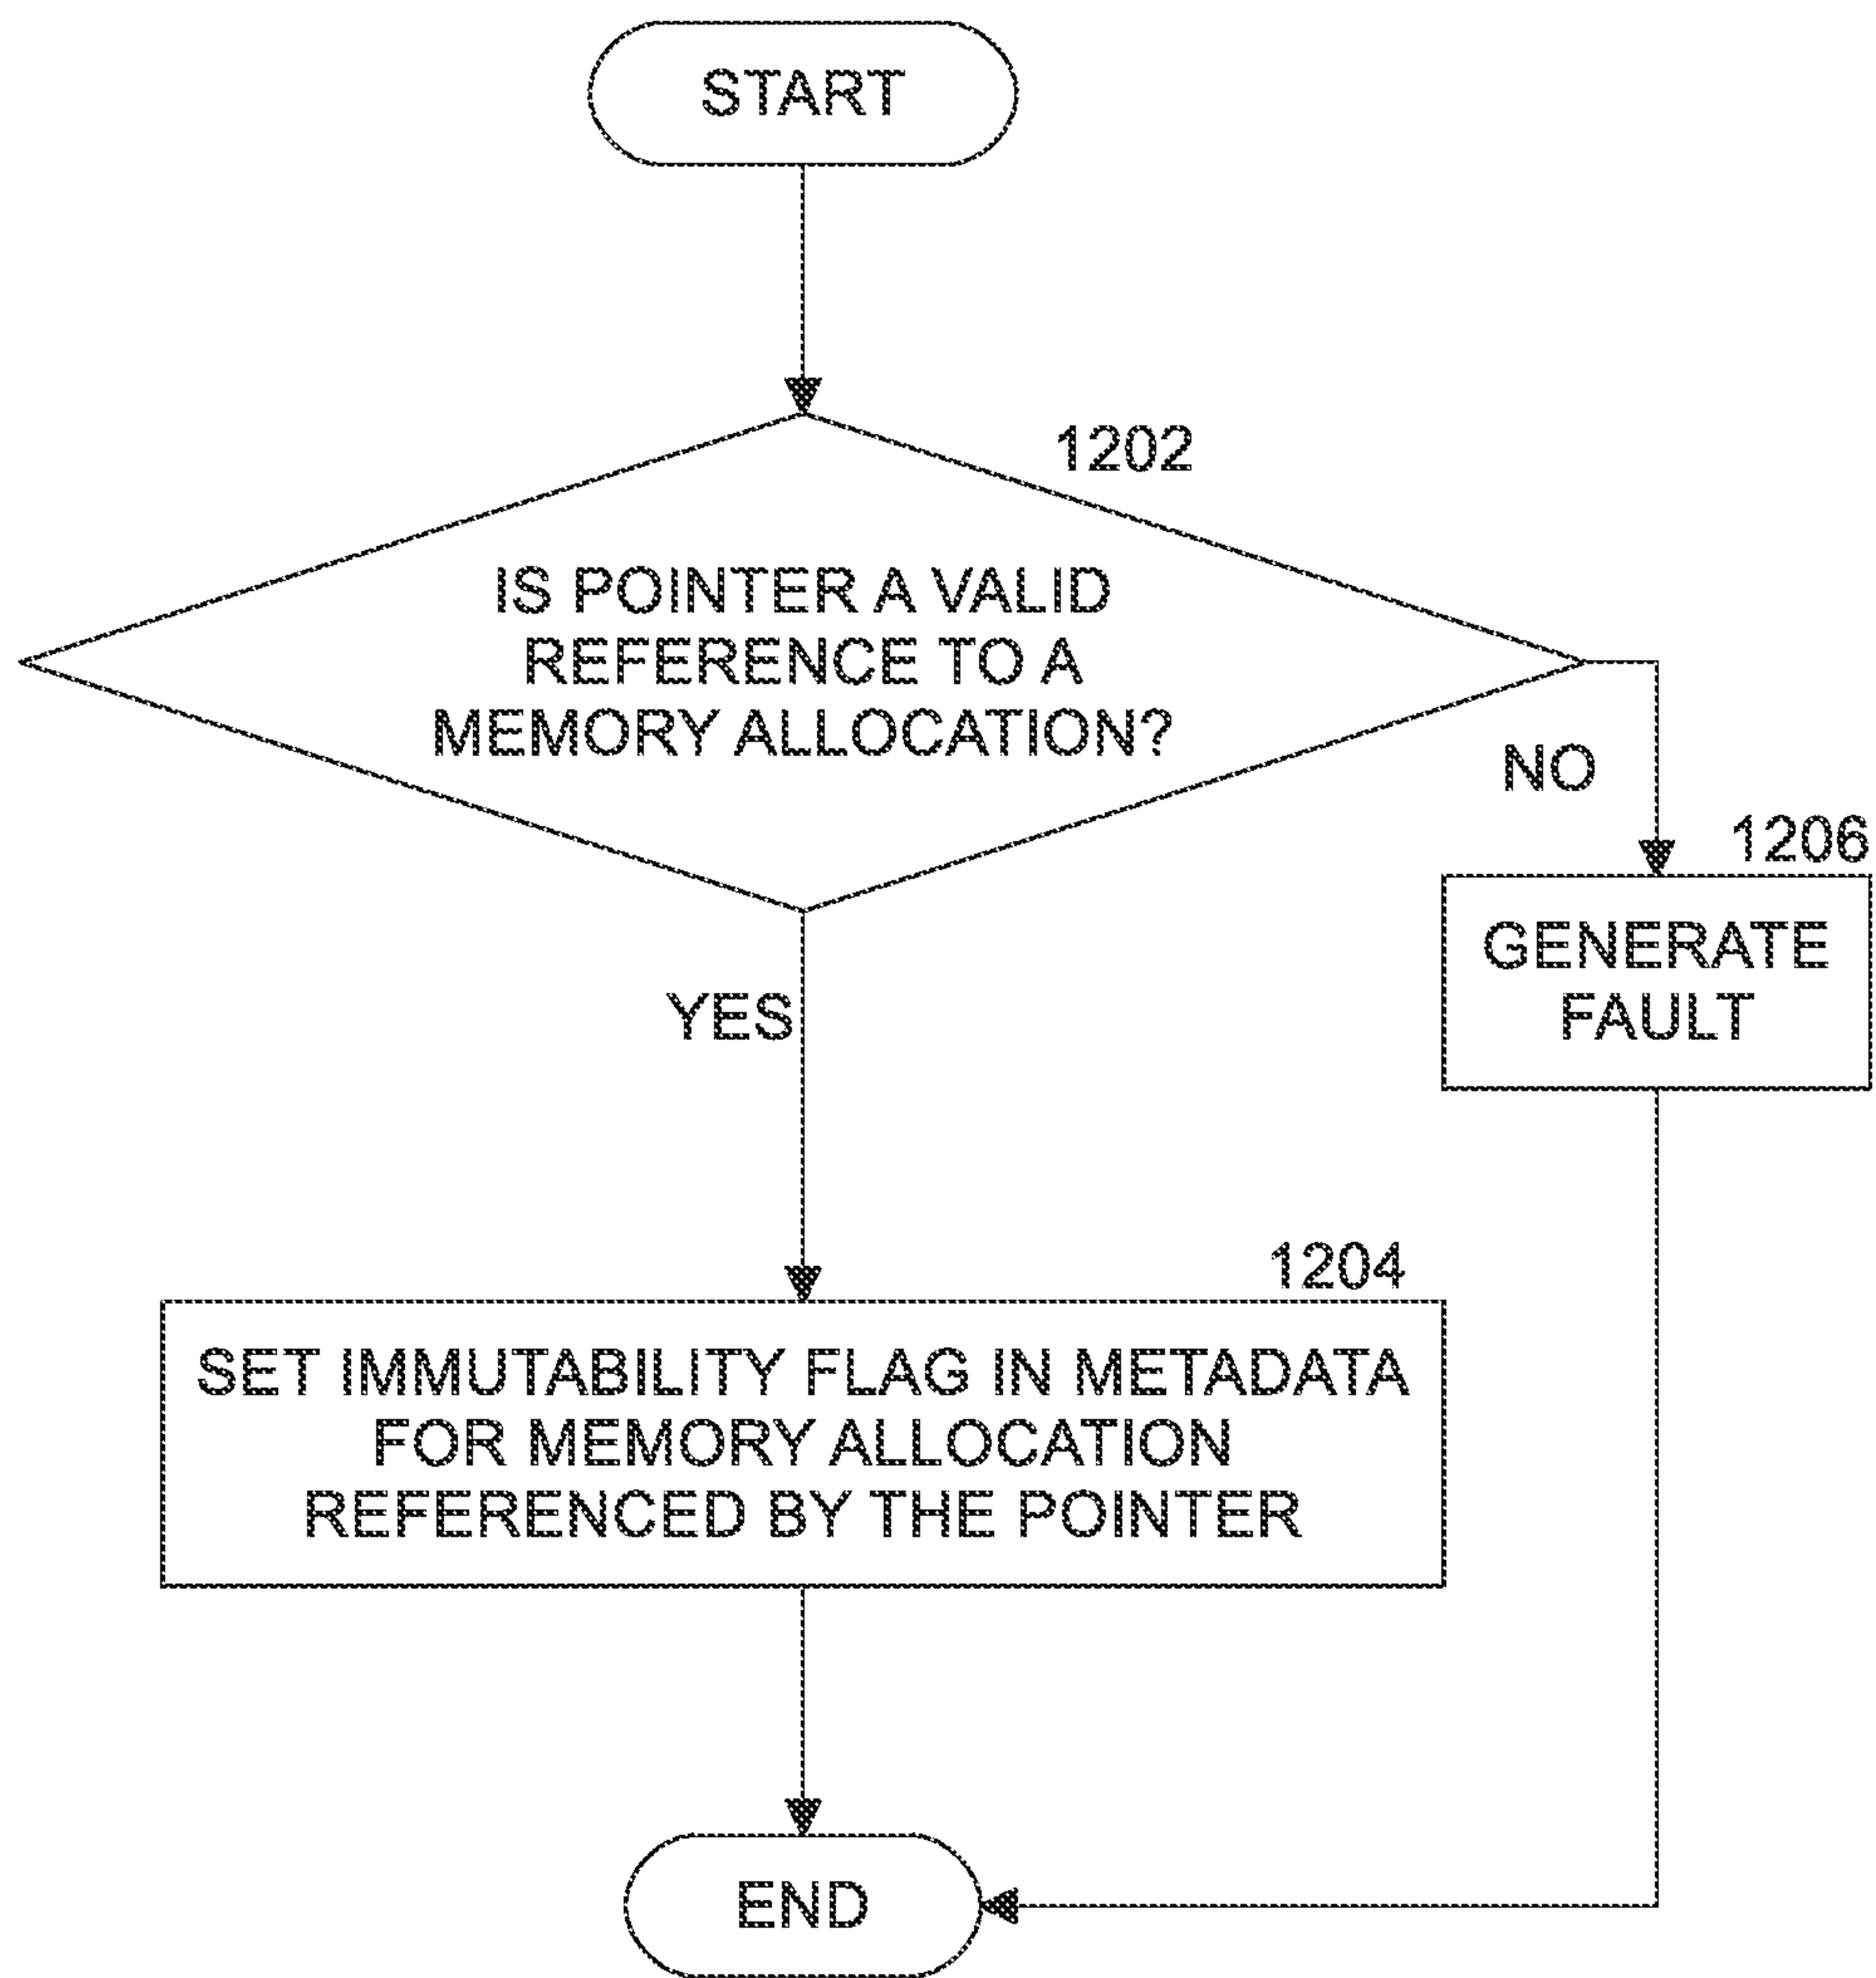 START
1202
IS POINTER A VALID
REFERENCE TO A
MEMORY ALLOCATION?
NO
1206
GENERATE
FAULT
YES
1204
SET IMMUTABILITY FLAG IN METADATA
FOR MEMORY ALLOCATION
REFERENCED BY THE POINTER
END